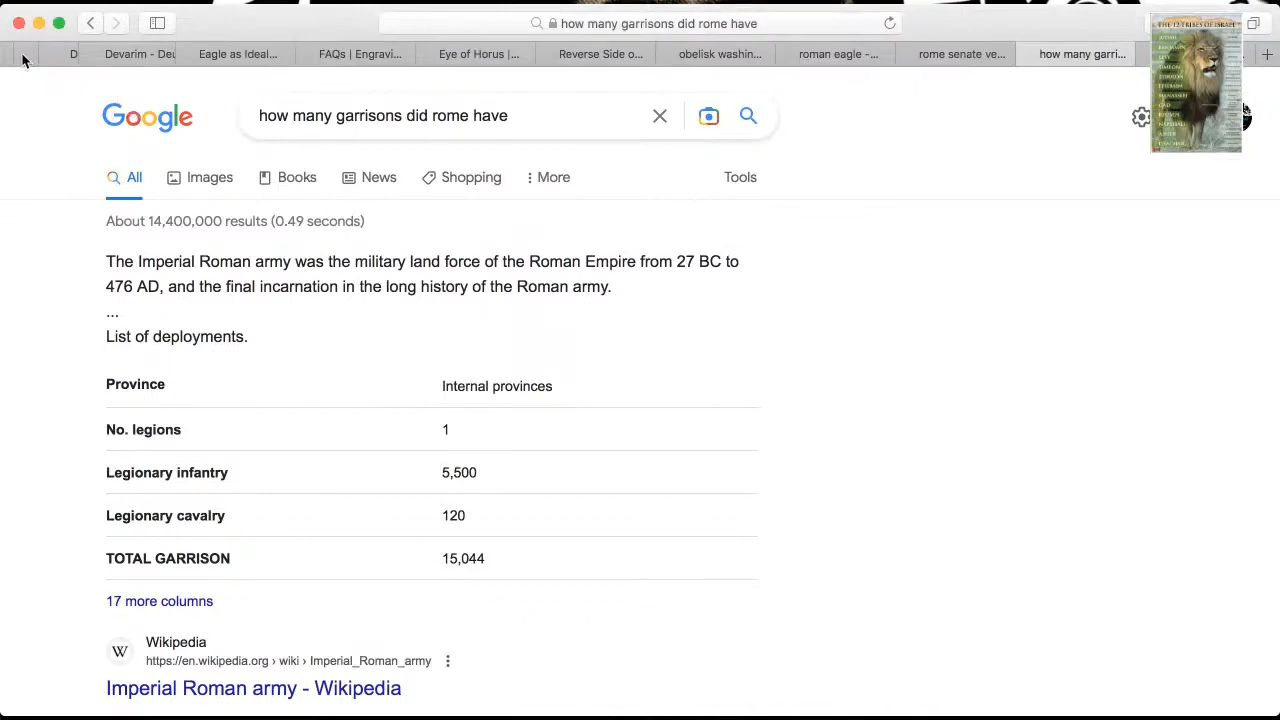 how many garrisons did rome have
D
Devarim - Deu
Eagle as Ideal...
FAQs | Engravi...
Eye of Horus |...
Reverse Side o...
obelisk washin...
roman eagle -...
rome senate ve...
how many garri...
THE 12 TRIBES OF ISRAEL
Google
how many garrisons did rome have
All
Images
Books
News
Shopping
More
Tools
About 14,400,000 results (0.49 seconds)
The Imperial Roman army was the military land force of the Roman Empire from 27 BC to
476 AD, and the final incarnation in the long history of the Roman army.
...
List of deployments.
Province Internal provinces
No. legions 1
Legionary infantry 5,500
Legionary cavalry 120
TOTAL GARRISON 15,044
17 more columns
W
Wikipedia
https://en.wikipedia.org › wiki › Imperial_Roman_army
Imperial Roman army - Wikipedia